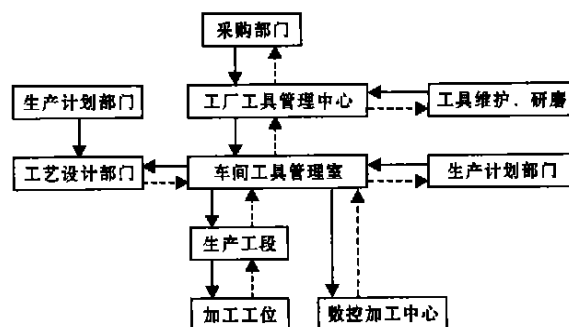 采购部门
生产计划部门
工厂工具管理中心
工具维护、研磨
工艺设计部门
车间工具管理室
生产计划部门
生产工段
加工工位
数控加工中心